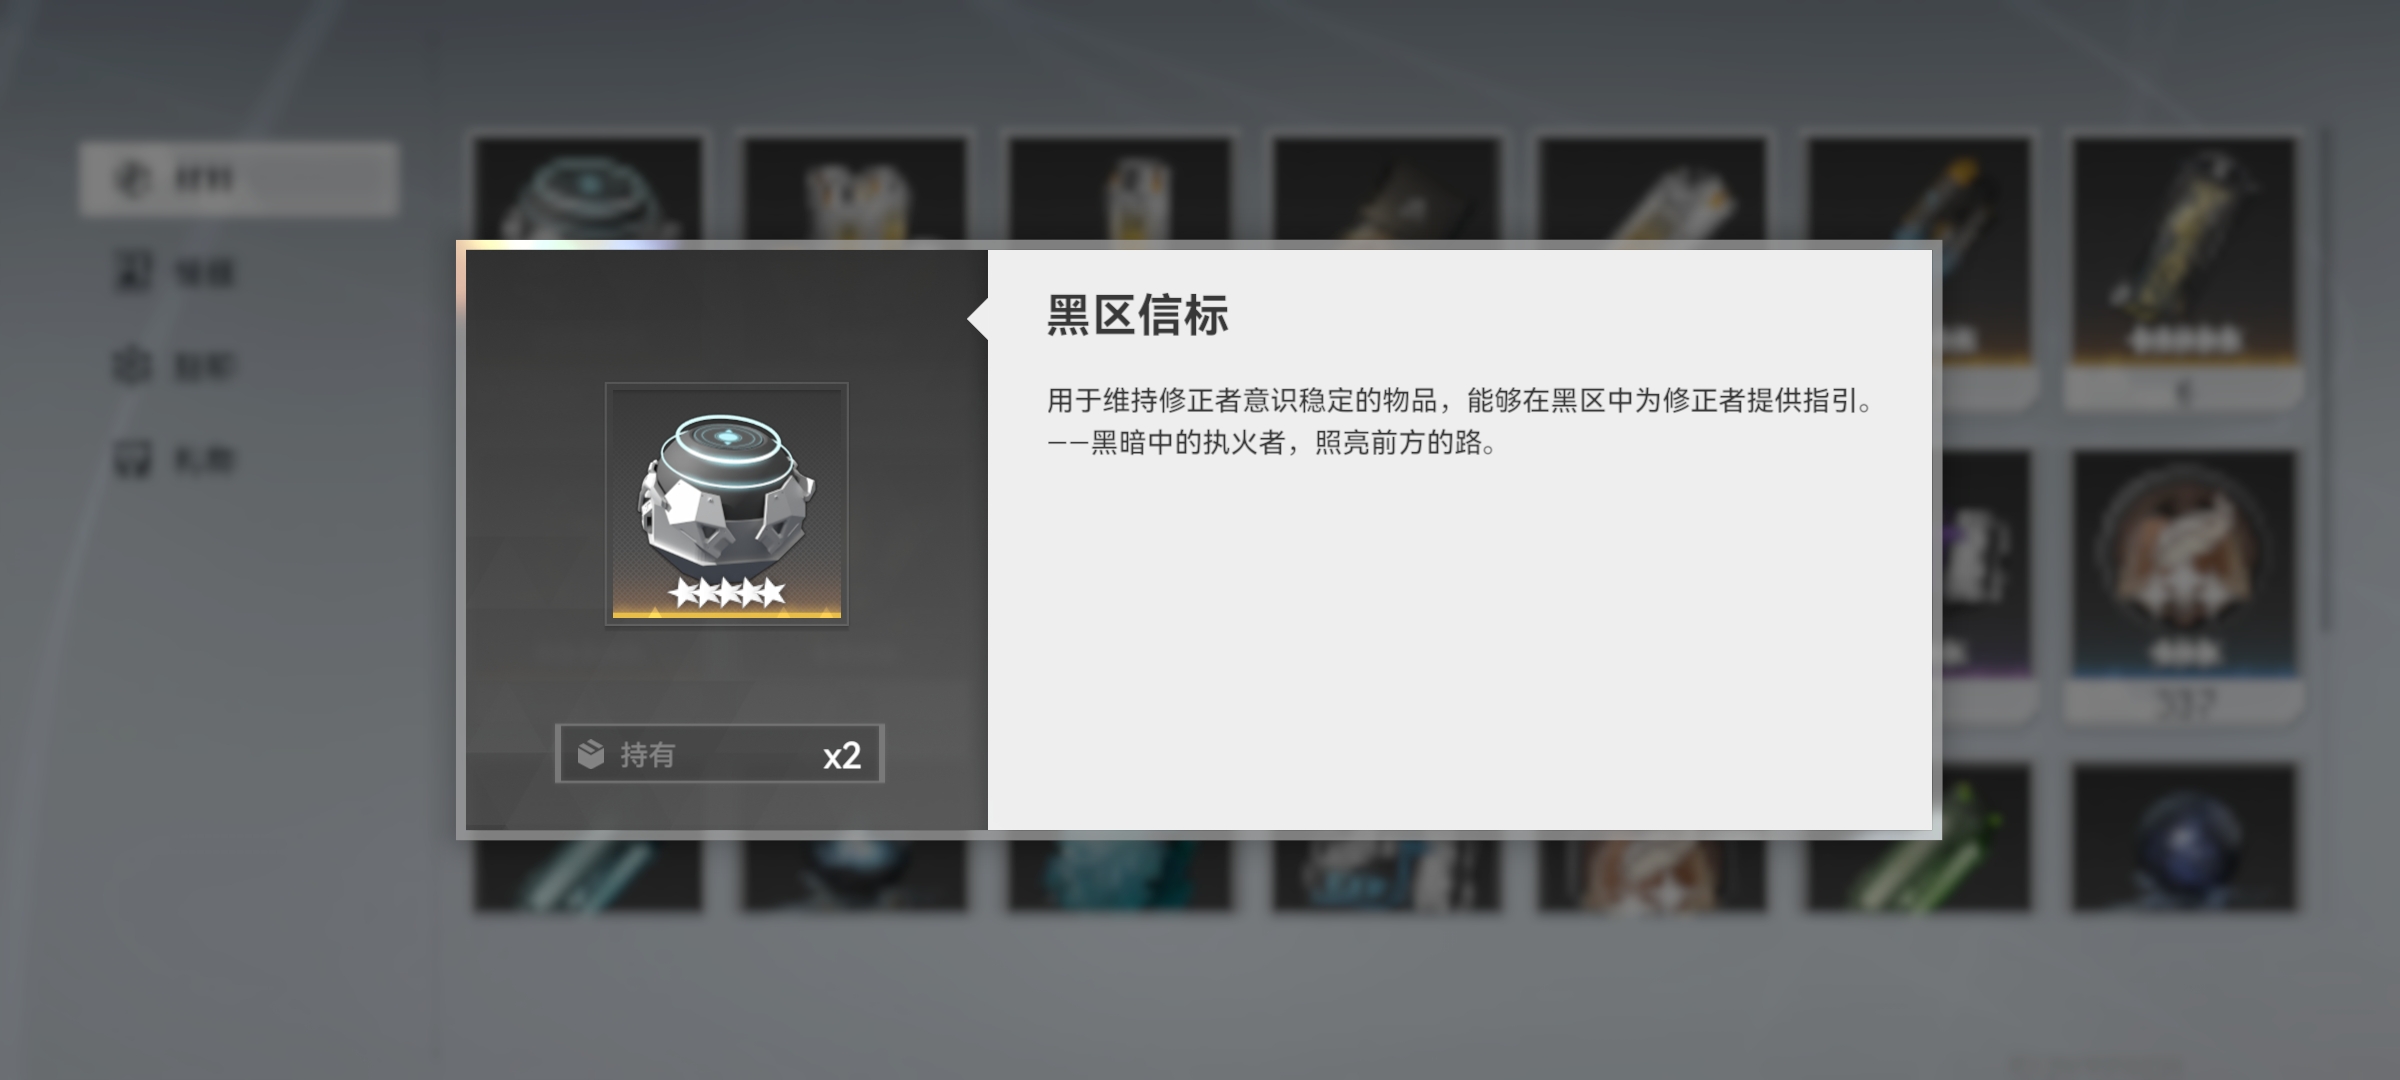 黑区信标
用于维持修正者意识稳定的物品，能够在黑区中为修正者提供指引。
——黑暗中的执火者，照亮前方的路。
持有
x2